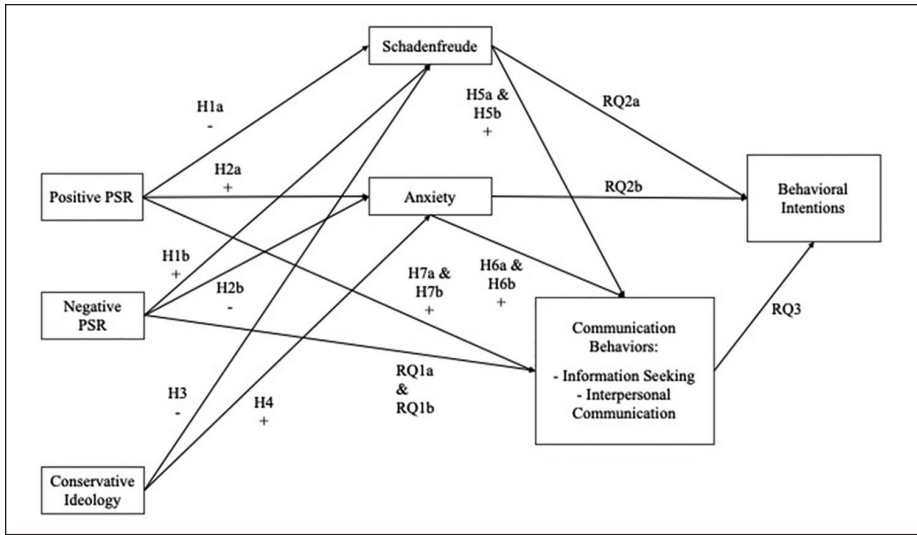 Schadenfreude
H1a
-
H5a &
H5b
+
RQ2a
H2a
+
Positive PSR
Anxiety
RQ2b
Behavioral
Intentions
H1b
+
H2b
-
H7a &
H7b
+
H6a &
H6b
+
Negative
PSR
RQ1a
&
RQ1b
Communication
Behaviors:
- Information Seeking
- Interpersonal
Communication
RQ3
H3
-
H4
+
Conservative
Ideology